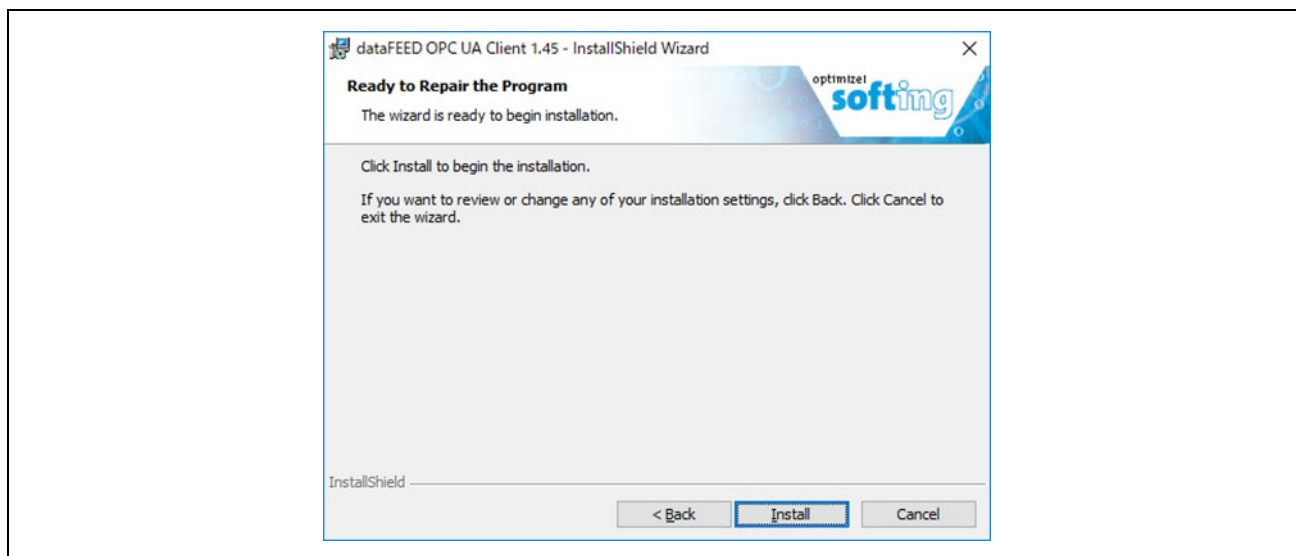 dataFEED OPC UA Client 1.45 - InstallShield Wizard
Ready to Repair the Program
The wizard is ready to begin installation.
optimize!
softing
Click Install to begin the installation.
If you want to review or change any of your installation settings, click Back. Click Cancel to
exit the wizard.
InstallShield
< Back
Install
Cancel